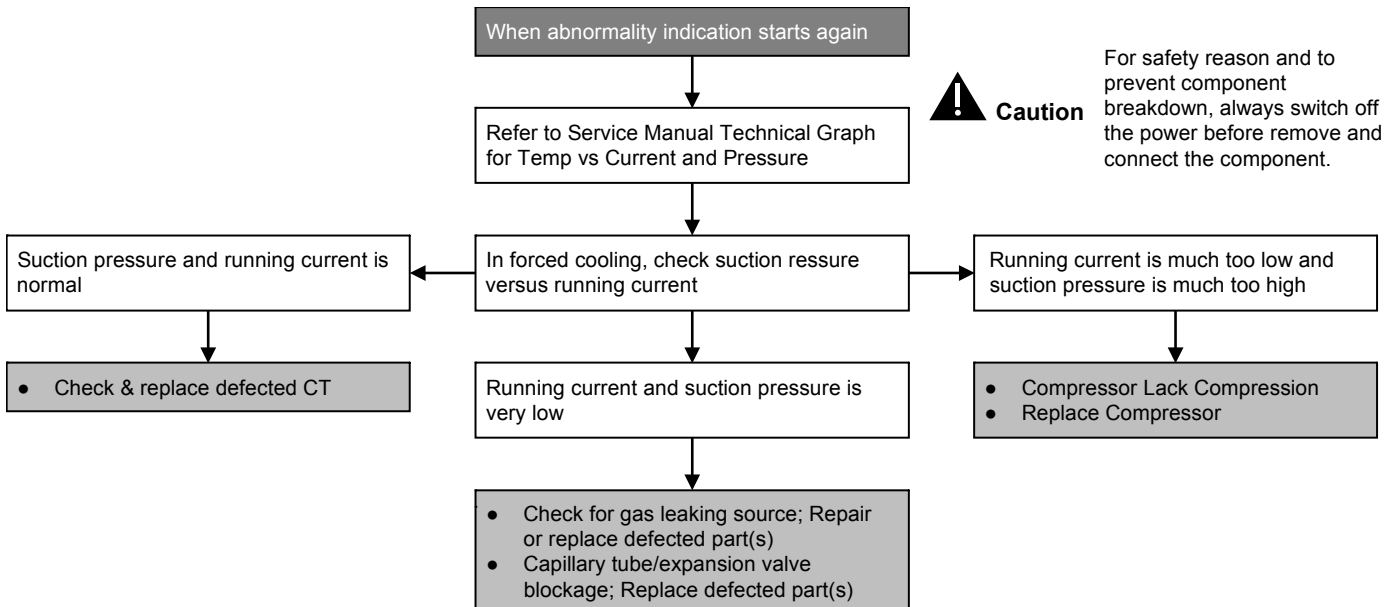 When abnormality indication starts again
For safety reason and to
prevent component
breakdown, always switch off
the power before remove and
connect the component.
Caution
Refer to Service Manual Technical Graph
for Temp vs Current and Pressure
Suction pressure and running current is
normal
In forced cooling, check suction ressure
versus running current
Running current is much too low and
suction pressure is much too high
● Check & replace defected CT
Running current and suction pressure is
very low
● Compressor Lack Compression
● Replace Compressor
● Check for gas leaking source; Repair
or replace defected part(s)
● Capillary tube/expansion valve
blockage; Replace defected part(s)